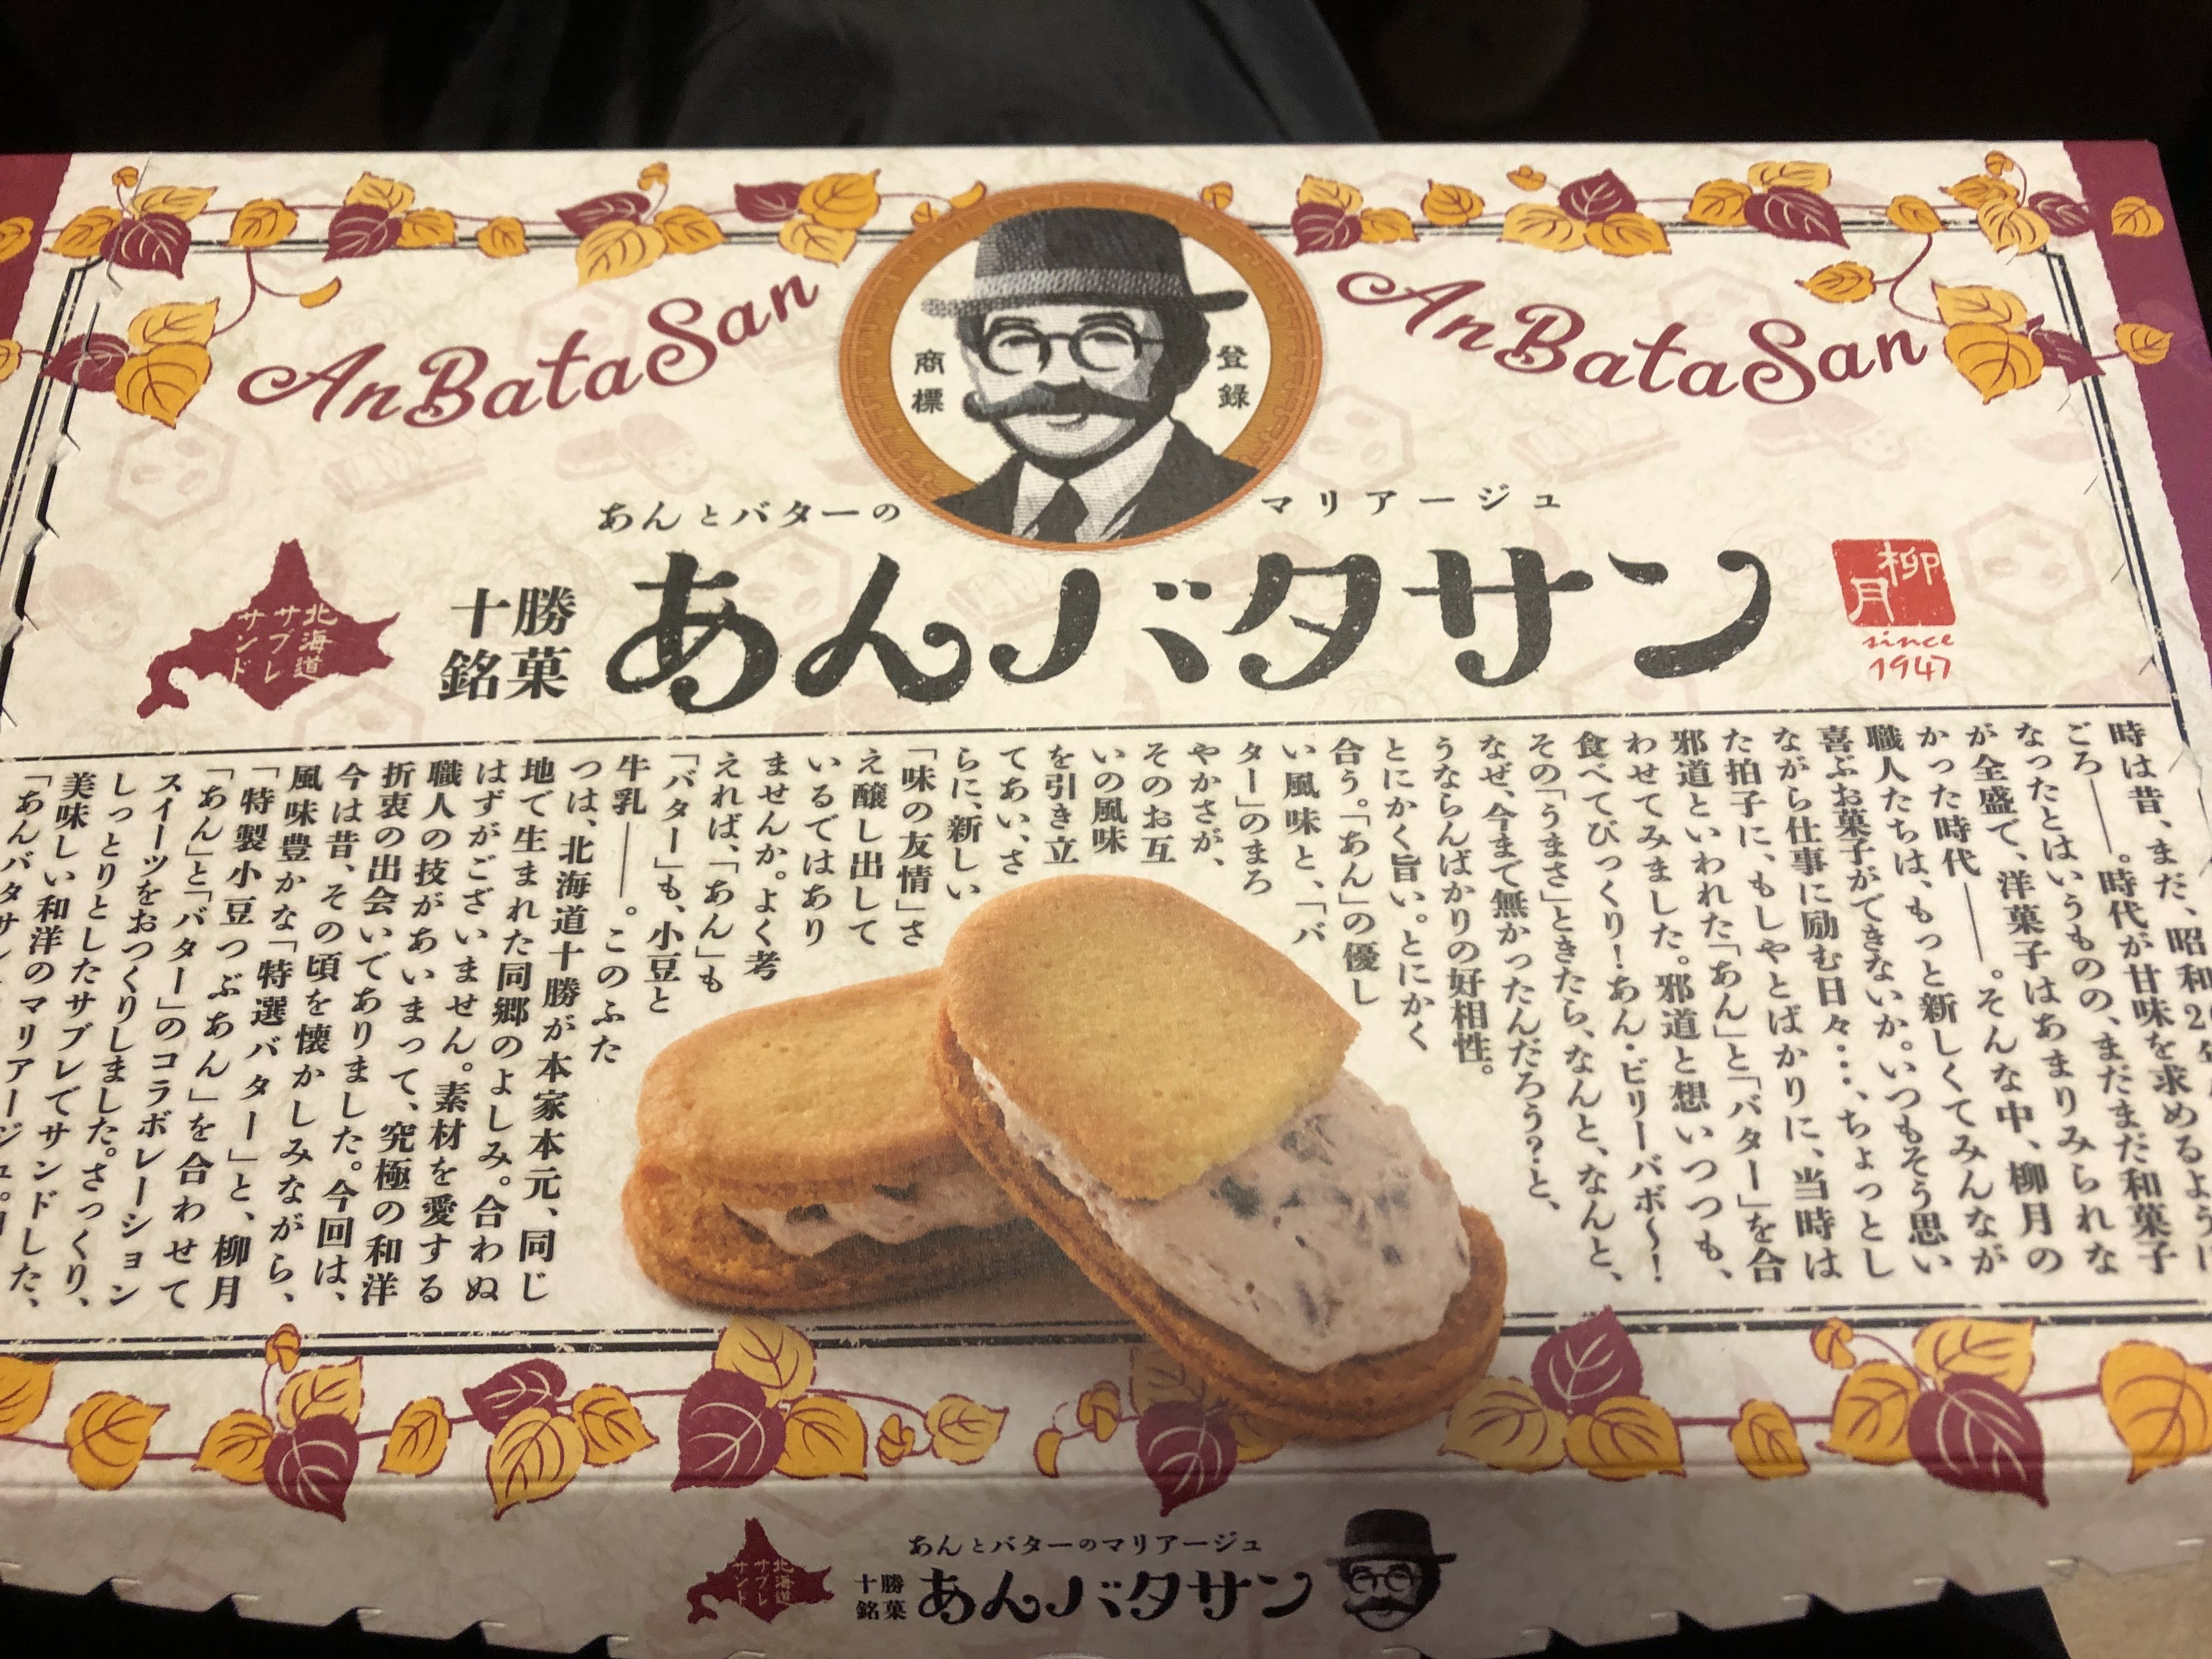 AnBataSan
AnBataSan
登録
商標
あんとバターの
マリアージュ
北海道
サブレ
サンド
十勝
銘菓
あんバタサン
柳月
since
1947
時は昔、まだ、昭和20年
ごろ――。時代が甘味を求めるように
なったとはいうものの、まだまだ和菓子
が全盛で、洋菓子はあまりみられな
かった時代――。そんな中、柳月の
職人たちは、もっと新しくてみんなが
喜ぶお菓子ができないか。いつもそう思い
ながら仕事に励む日々…、ちょっとし
た拍子に、もしやとばかりに、当時は
邪道といわれた「あん」と「バター」を合
わせてみました。邪道と想いつつも、
食べてびっくり！あん・ビリーバボ〜！
その「うまさ」ときたら、なんと、なんと、
なぜ、今まで無かったんだろう？と、
うならんばかりの好相性。
とにかく旨い。とにかく
合う。「あん」の優し
い風味と、「バ
ター」のまろ
やかさが、
そのお互
いの風味
を引き立
てあい、さ
らに、新しい
「味の友情」さ
え醸し出して
いるではあり
ませんか。よく考
えれば、「あん」も
「バター」も、小豆と
牛乳――。このふた
つは、北海道十勝が本家本元、同じ
地で生まれた同郷のよしみ。合わぬ
はずがございません。素材を愛する
職人の技があいまって、究極の和洋
折衷の出会いでありました。今回は、
今は昔、その頃を懐かしみながら、
風味豊かな「特選バター」と、柳月
「特製小豆つぶあん」を合わせて
「あん」と「バター」のコラボレーション
スイーツをおつくりしました。さっくり、
しっとりとしたサブレでサンドした、
美味しい和洋のマリアージュ。
「あんバタサン
あんとバターのマリアージュ
北海道
サブレ
サンド
十勝
銘菓
あんバタサン